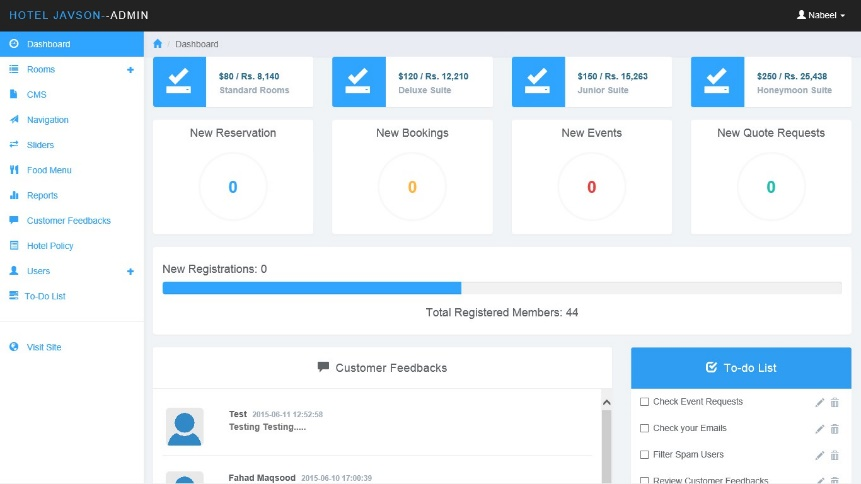 HOTEL JAVSON--ADMIN
Nabeel
Dashboard
Rooms
CMS
Navigation
Sliders
Food Menu
Reports
Customer Feedbacks
Hotel Policy
Users
To-Do List
Visit Site
/ Dashboard
$80 / Rs. 8,140
Standard Rooms
$120 / Rs. 12,210
Deluxe Suite
$150 / Rs. 15,263
Junior Suite
$250 / Rs. 25,438
Honeymoon Suite
New Reservation
0
New Bookings
0
New Events
0
New Quote Requests
0
New Registrations: 0
Total Registered Members: 44
Customer Feedbacks
Test 2015-06-11 12:52:58
Testing Testing.....
Fahad Maqsood 2015-06-10 17:00:39
To-do List
Check Event Requests
Check your Emails
Filter Spam Users
Review Customer Feedbacks